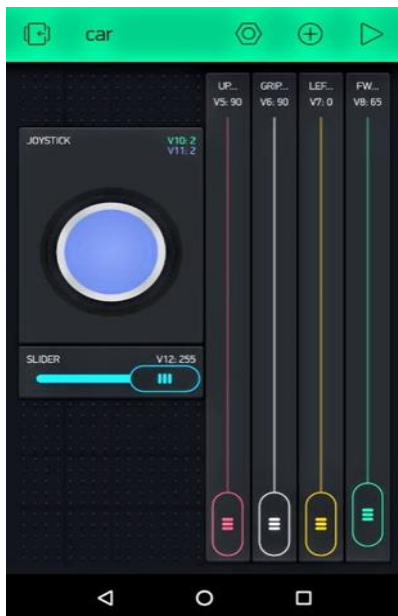 car
UP...
V5: 90
GRIP...
V6: 90
LEF...
V7: 0
FW...
V8: 65
JOYSTICK
V10: 2
V11: 2
SLIDER
V12: 255